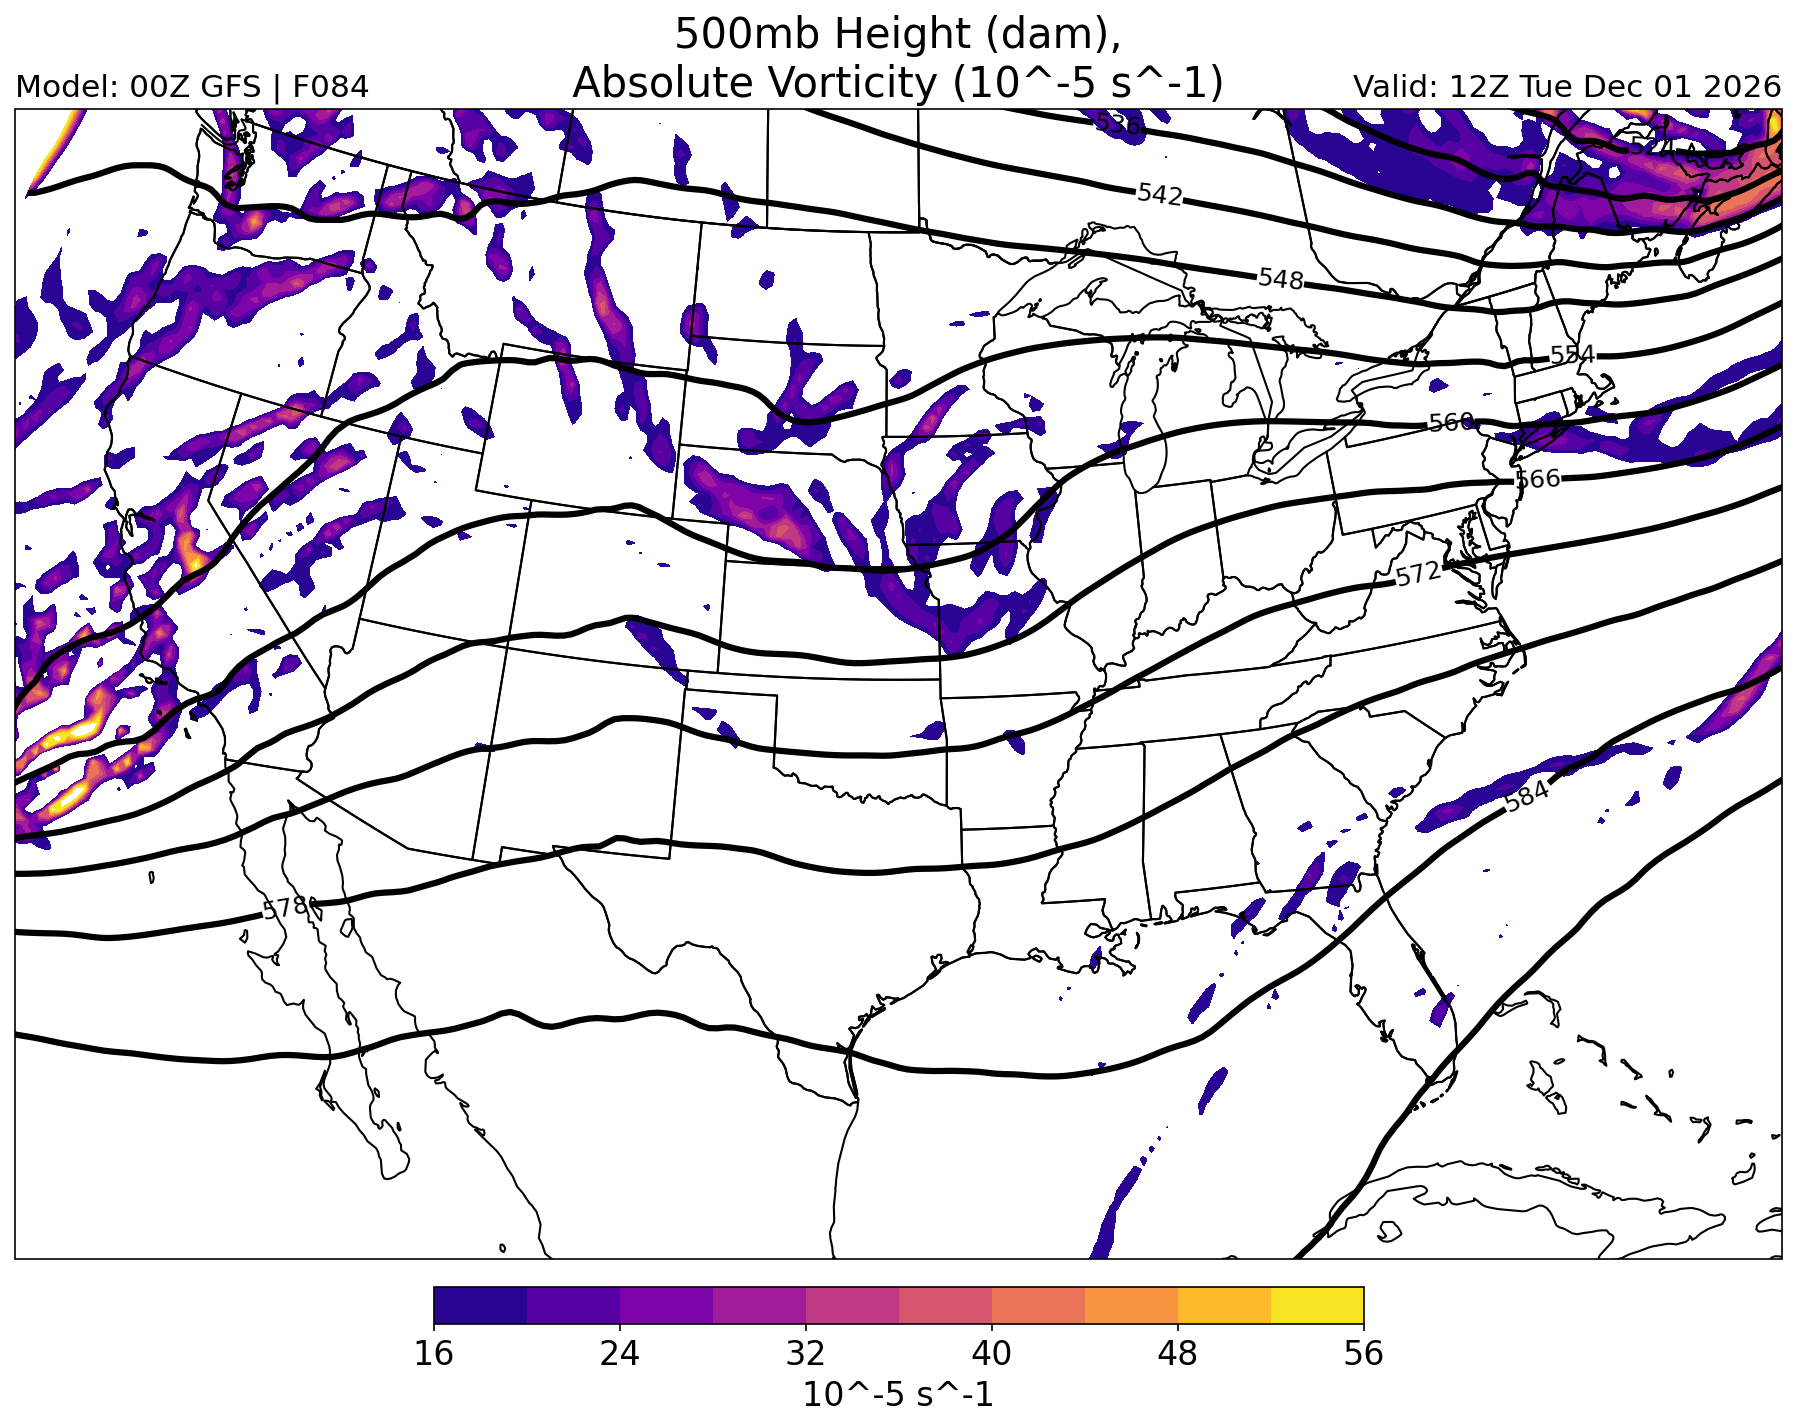 500mb Height (dam),
Model: 00Z GFS | F084
Absolute Vorticity (10^-5 s^-1)
Valid: 12Z Tue Dec 01 2026
536
524
542
548
554
560
566
572
584
578
16 24 32 40 48 56
10^-5 s^-1